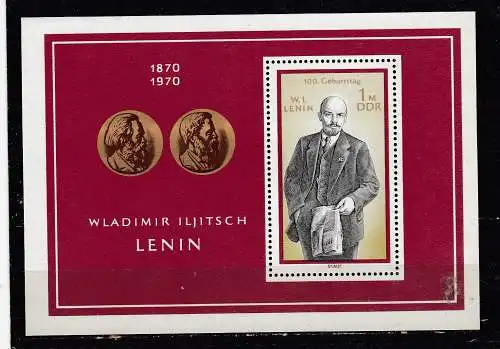 1870
1970
WLADIMIR ILJITSCH
LENIN
100. Geburtstag
W. I.
LENIN
1 M
DDR